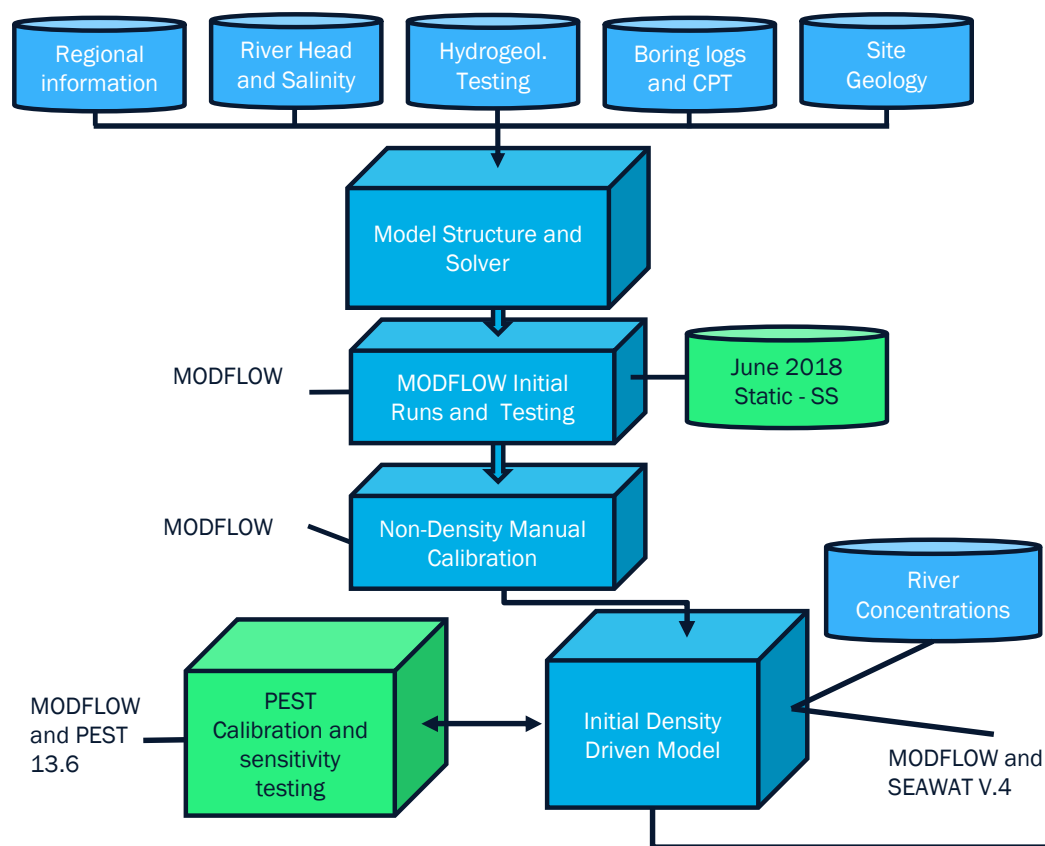 Regional
information
River Head
and Salinity
Hydrogeol.
Testing
Boring logs
and CPT
Site
Geology
Model Structure and
Solver
MODFLOW
MODFLOW Initial
Runs and Testing
June 2018
Static - SS
MODFLOW
Non-Density Manual
Calibration
River
Concentrations
MODFLOW
and PEST
13.6
PEST
Calibration and
sensitivity
testing
Initial Density
Driven Model
MODFLOW and
SEAWAT V.4